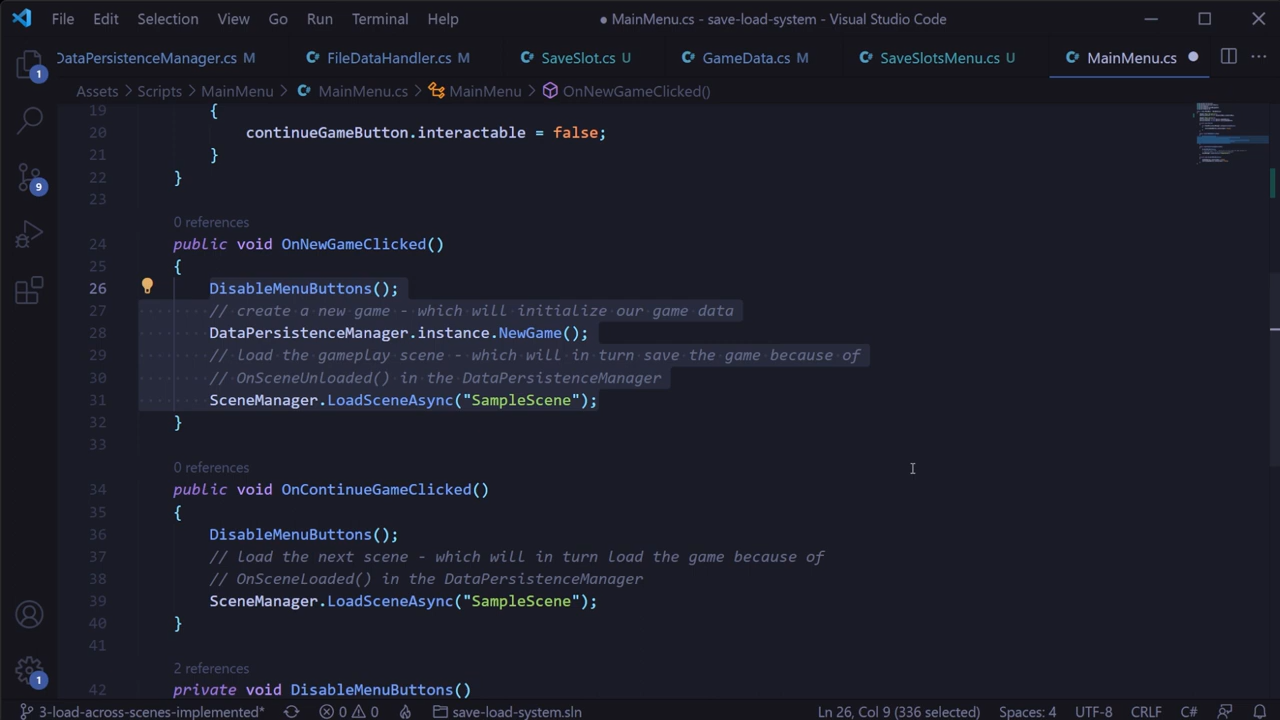 File Edit Selection View Go Run Terminal Help ● MainMenu.cs - save-load-system - Visual Studio Code
DataPersistenceManager.cs M FileDataHandler.cs M SaveSlot.cs U GameData.cs M SaveSlotsMenu.cs U MainMenu.cs ●
Assets > Scripts > MainMenu > MainMenu.cs > MainMenu > OnNewGameClicked()
19 {
20 continueGameButton.interactable = false;
21 }
22 }
23
0 references
24 public void OnNewGameClicked()
25 {
26 DisableMenuButtons();
27 // create a new game - which will initialize our game data
28 DataPersistenceManager.instance.NewGame();
29 // load the gameplay scene - which will in turn save the game because of
30 // OnSceneUnloaded() in the DataPersistenceManager
31 SceneManager.LoadSceneAsync("SampleScene");
32 }
33
0 references
34 public void OnContinueGameClicked()
35 {
36 DisableMenuButtons();
37 // load the next scene - which will in turn load the game because of
38 // OnSceneLoaded() in the DataPersistenceManager
39 SceneManager.LoadSceneAsync("SampleScene");
40 }
41
2 references
42 private void DisableMenuButtons()
1
9
1
3-load-across-scenes-implemented* 0 0 save-load-system.sln Ln 26, Col 9 (336 selected) Spaces: 4 UTF-8 CRLF C#